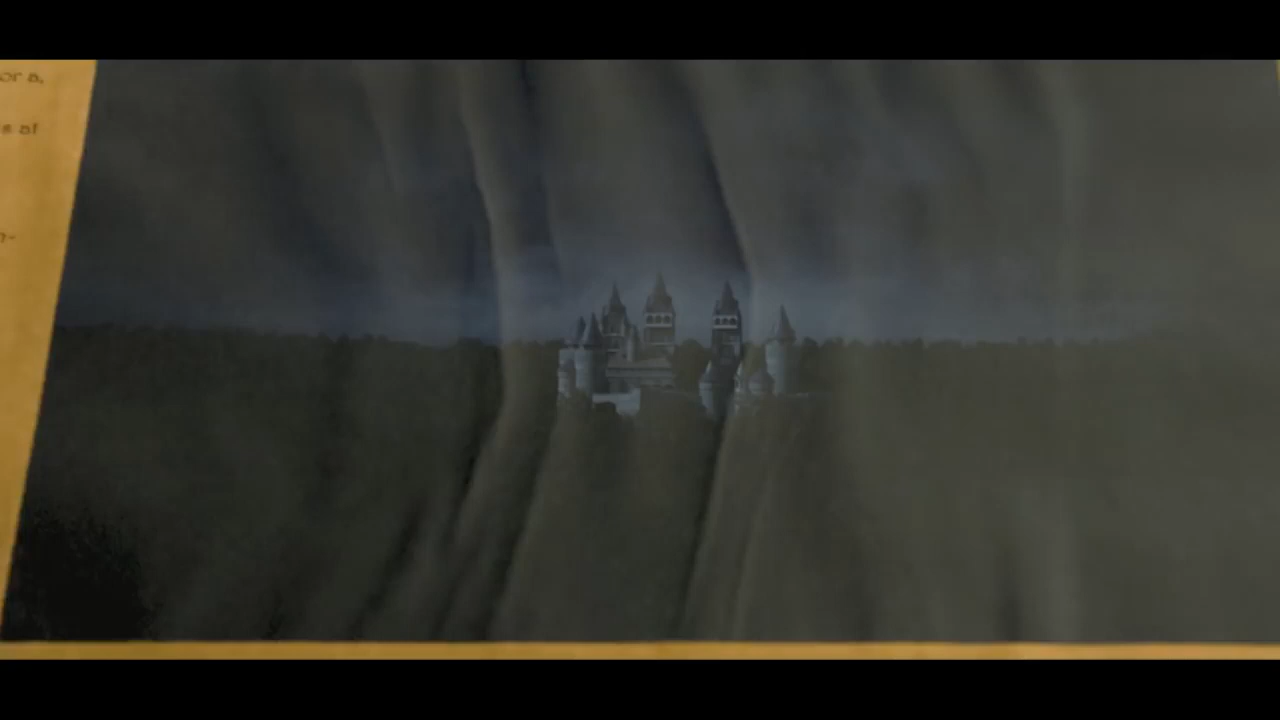 or a.
s at
n-